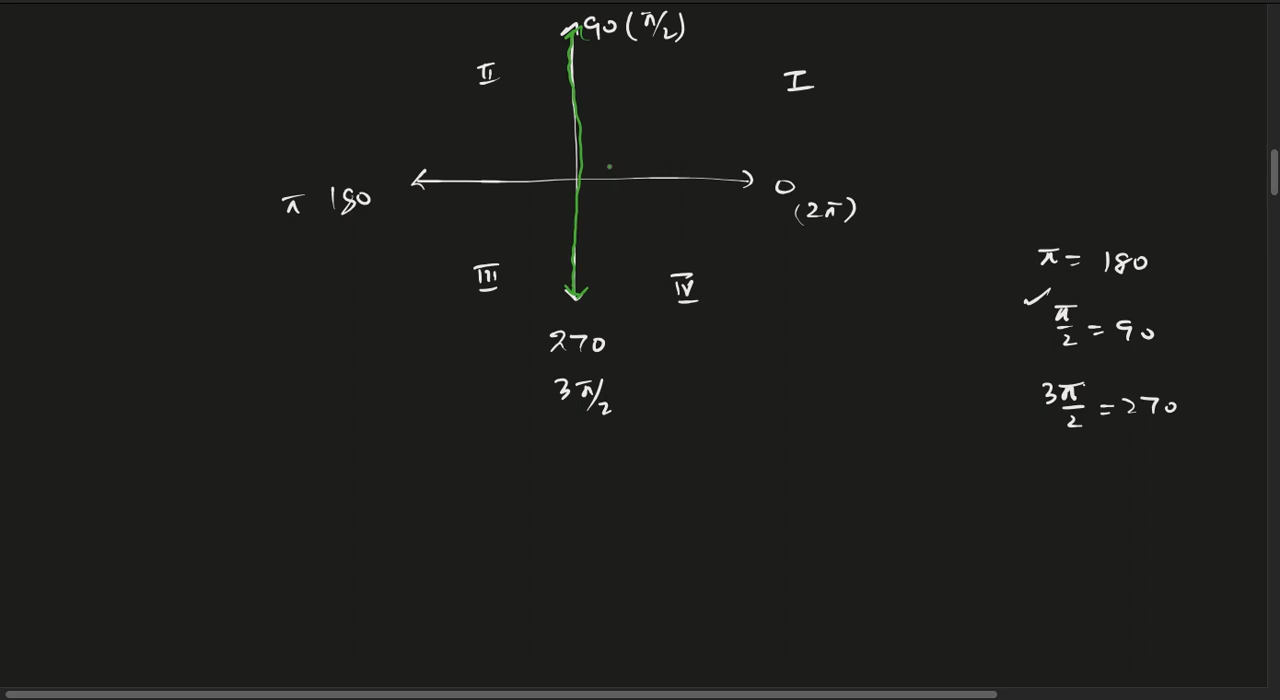 90 (π/2)
II
I
π 180
0
(2π)
III
IV
270
3π/2
π = 180
✓ π/2 = 90
3π/2 = 270